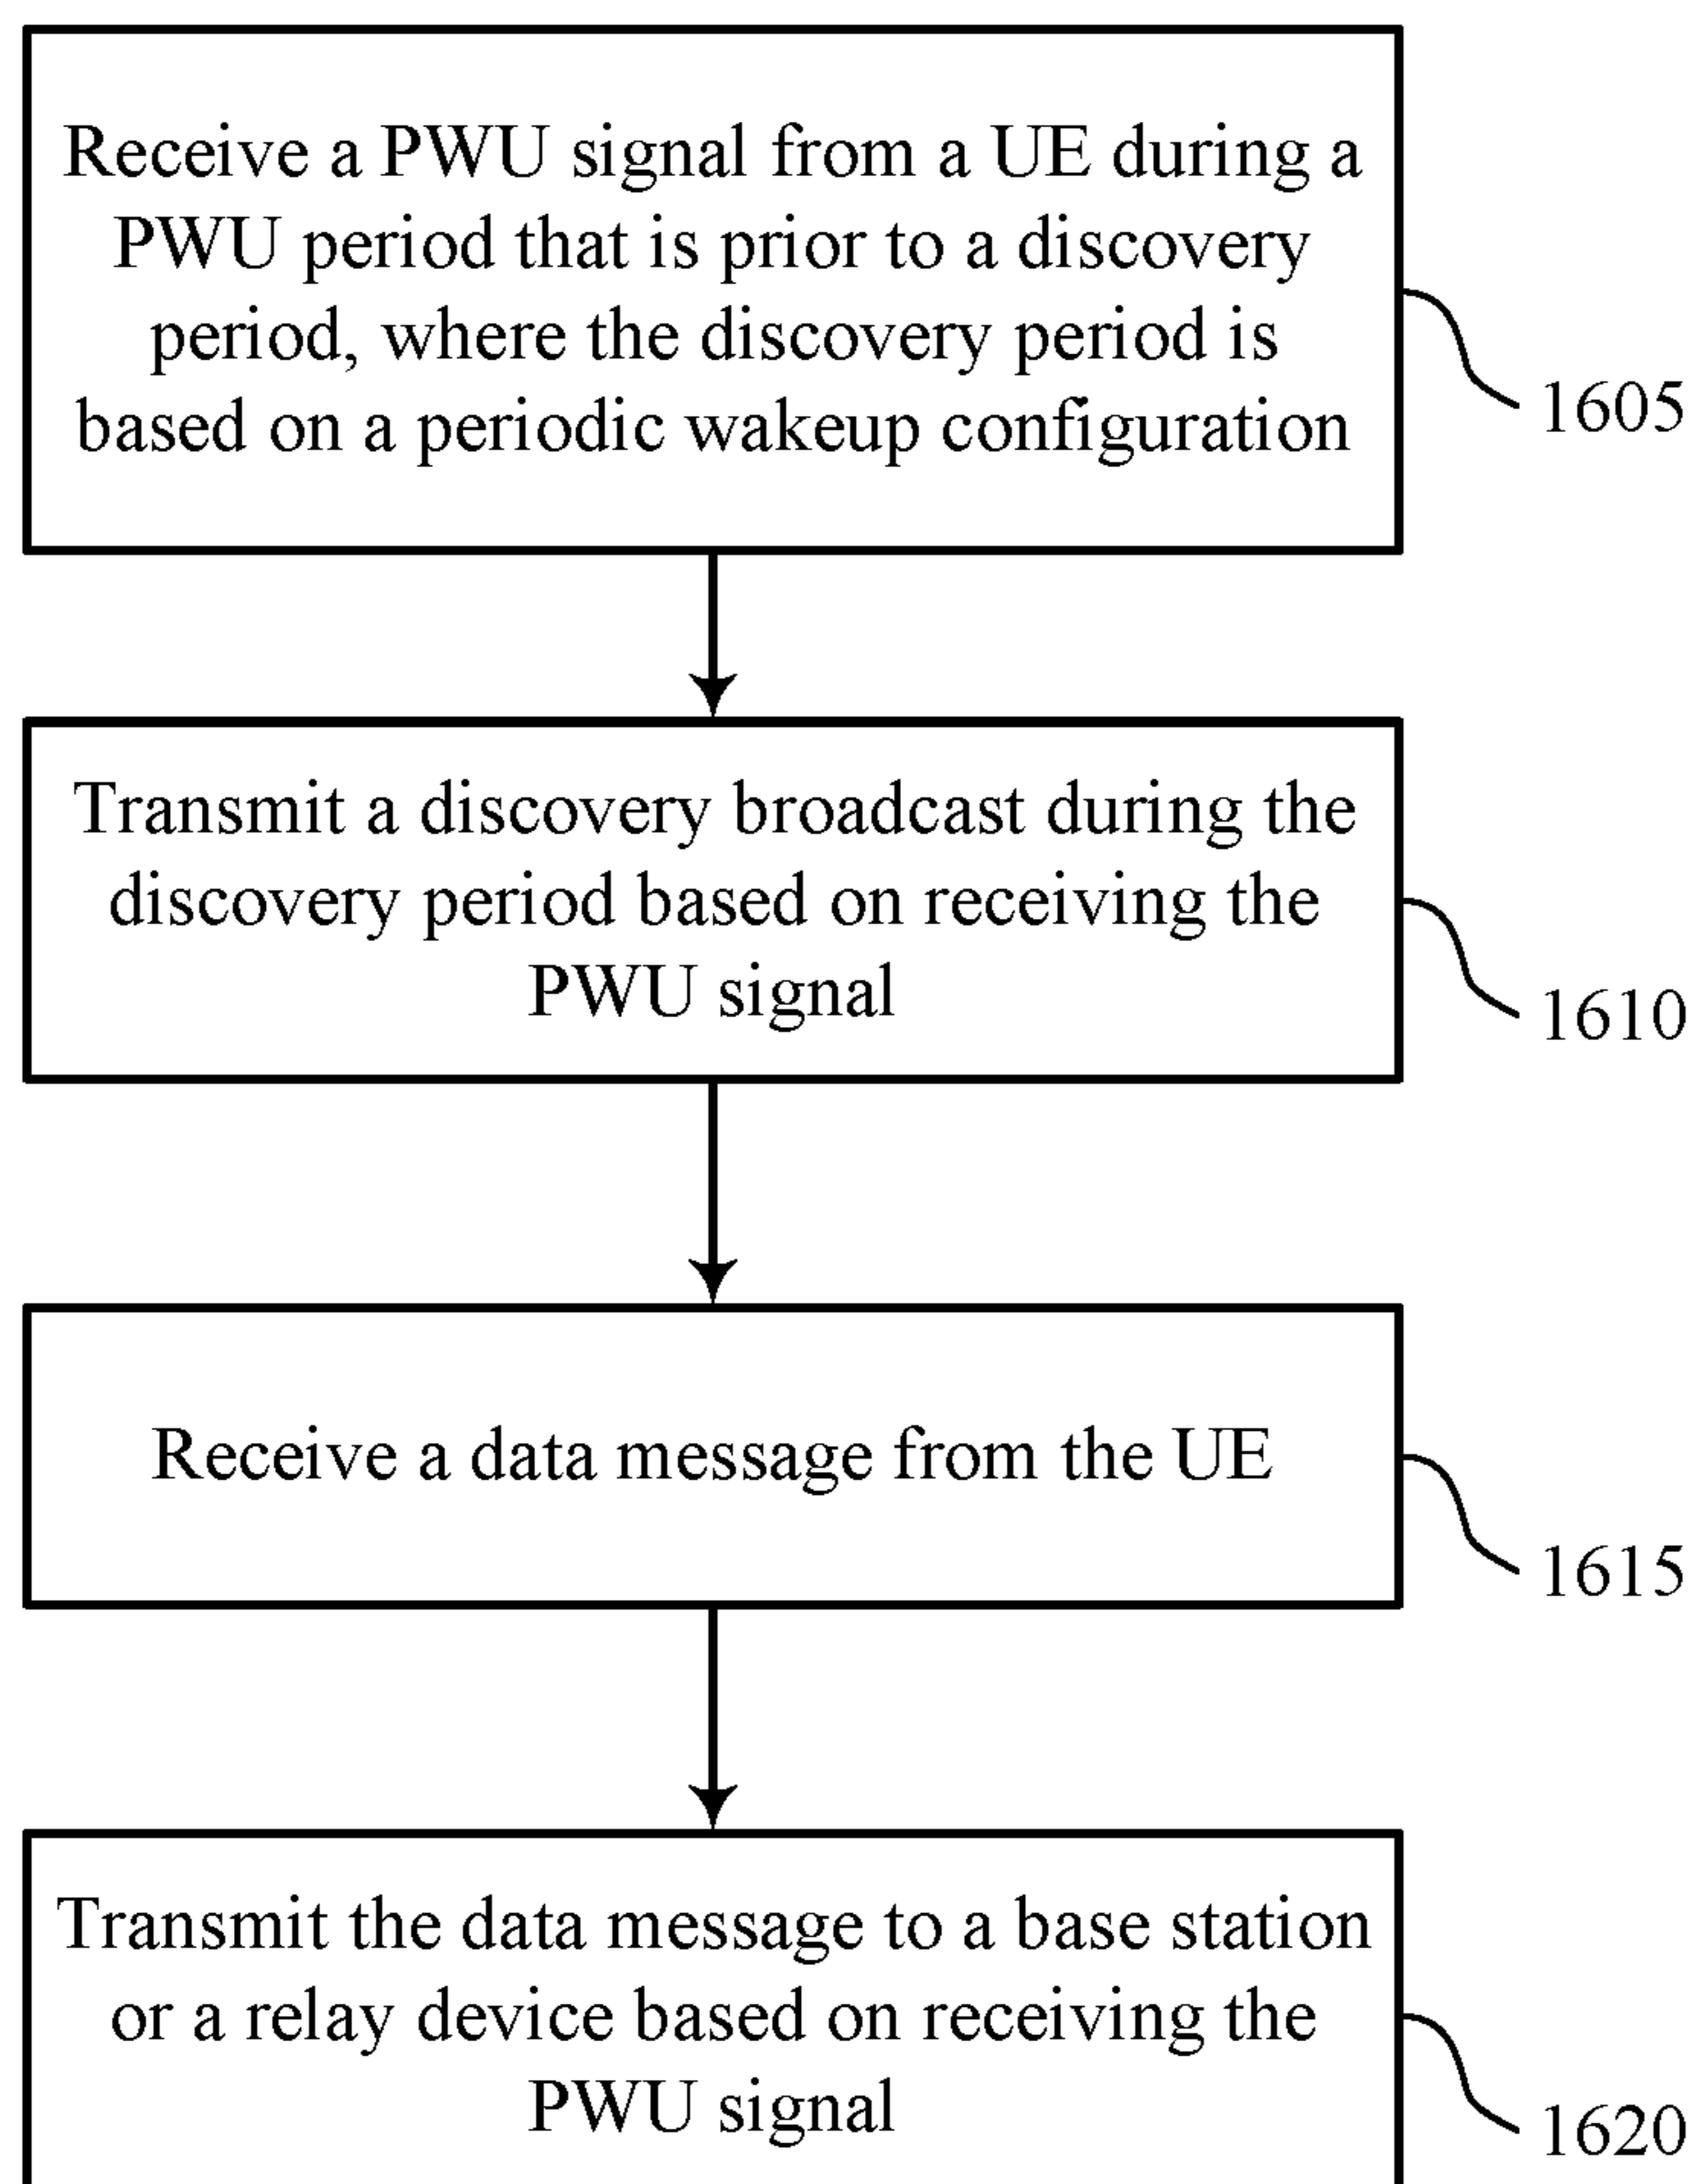 Receive a PWU signal from a UE during a
PWU period that is prior to a discovery
period, where the discovery period is
based on a periodic wakeup configuration
1605
Transmit a discovery broadcast during the
discovery period based on receiving the
PWU signal
1610
Receive a data message from the UE
1615
Transmit the data message to a base station
or a relay device based on receiving the
PWU signal
1620